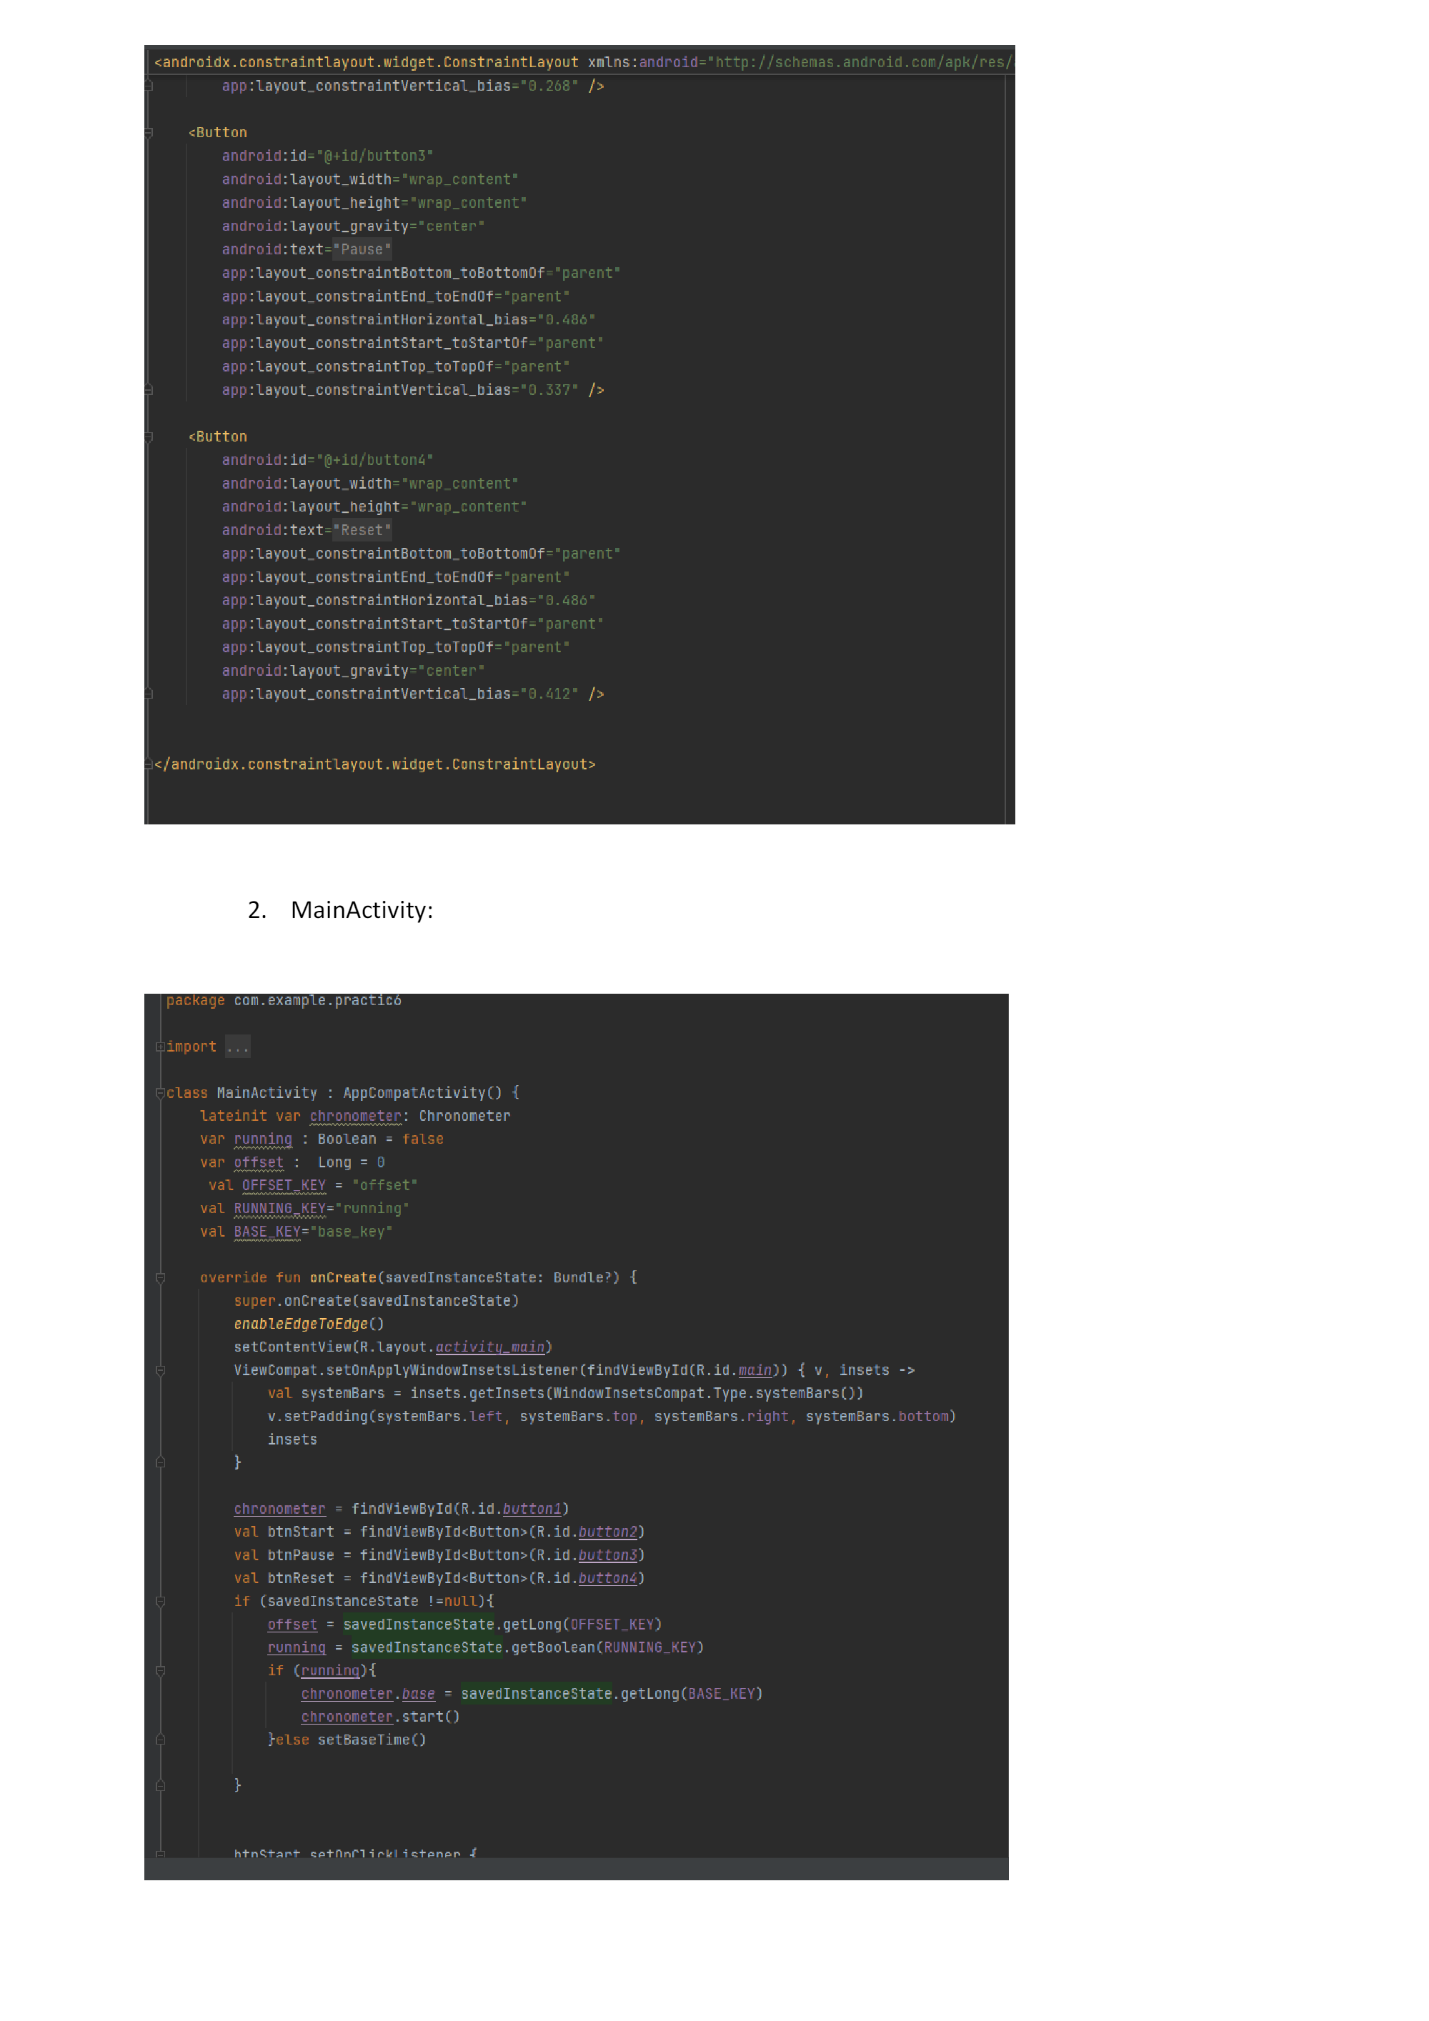 <androidx.constraintlayout.widget.ConstraintLayout xmlns:android="http://schemas.android.com/apk/res/
app:layout_constraintVertical_bias="0.268" />
<Button
android:id="@+id/button3"
android:layout_width="wrap_content"
android:layout_height="wrap_content"
android:layout_gravity="center"
android:text="Pause"
app:layout_constraintBottom_toBottomOf="parent"
app:layout_constraintEnd_toEndOf="parent"
app:layout_constraintHorizontal_bias="0.486"
app:layout_constraintStart_toStartOf="parent"
app:layout_constraintTop_toTopOf="parent"
app:layout_constraintVertical_bias="0.337" />
<Button
android:id="@+id/button4"
android:layout_width="wrap_content"
android:layout_height="wrap_content"
android:text="Reset"
app:layout_constraintBottom_toBottomOf="parent"
app:layout_constraintEnd_toEndOf="parent"
app:layout_constraintHorizontal_bias="0.486"
app:layout_constraintStart_toStartOf="parent"
app:layout_constraintTop_toTopOf="parent"
android:layout_gravity="center"
app:layout_constraintVertical_bias="0.412" />
</androidx.constraintlayout.widget.ConstraintLayout>
2. MainActivity:
package com.example.practic6
import ...
class MainActivity : AppCompatActivity() {
lateinit var chronometer: Chronometer
var running : Boolean = false
var offset :  Long = 0
val OFFSET_KEY = "offset"
val RUNNING_KEY="running"
val BASE_KEY="base_key"
override fun onCreate(savedInstanceState: Bundle?) {
super.onCreate(savedInstanceState)
enableEdgeToEdge()
setContentView(R.layout.activity_main)
ViewCompat.setOnApplyWindowInsetsListener(findViewById(R.id.main)) { v, insets ->
val systemBars = insets.getInsets(WindowInsetsCompat.Type.systemBars())
v.setPadding(systemBars.left, systemBars.top, systemBars.right, systemBars.bottom)
insets
}
chronometer = findViewById(R.id.button1)
val btnStart = findViewById<Button>(R.id.button2)
val btnPause = findViewById<Button>(R.id.button3)
val btnReset = findViewById<Button>(R.id.button4)
if (savedInstanceState !=null){
offset = savedInstanceState.getLong(OFFSET_KEY)
running = savedInstanceState.getBoolean(RUNNING_KEY)
if (running){
chronometer.base = savedInstanceState.getLong(BASE_KEY)
chronometer.start()
}else setBaseTime()
}
btnStart.setOnClickListener {